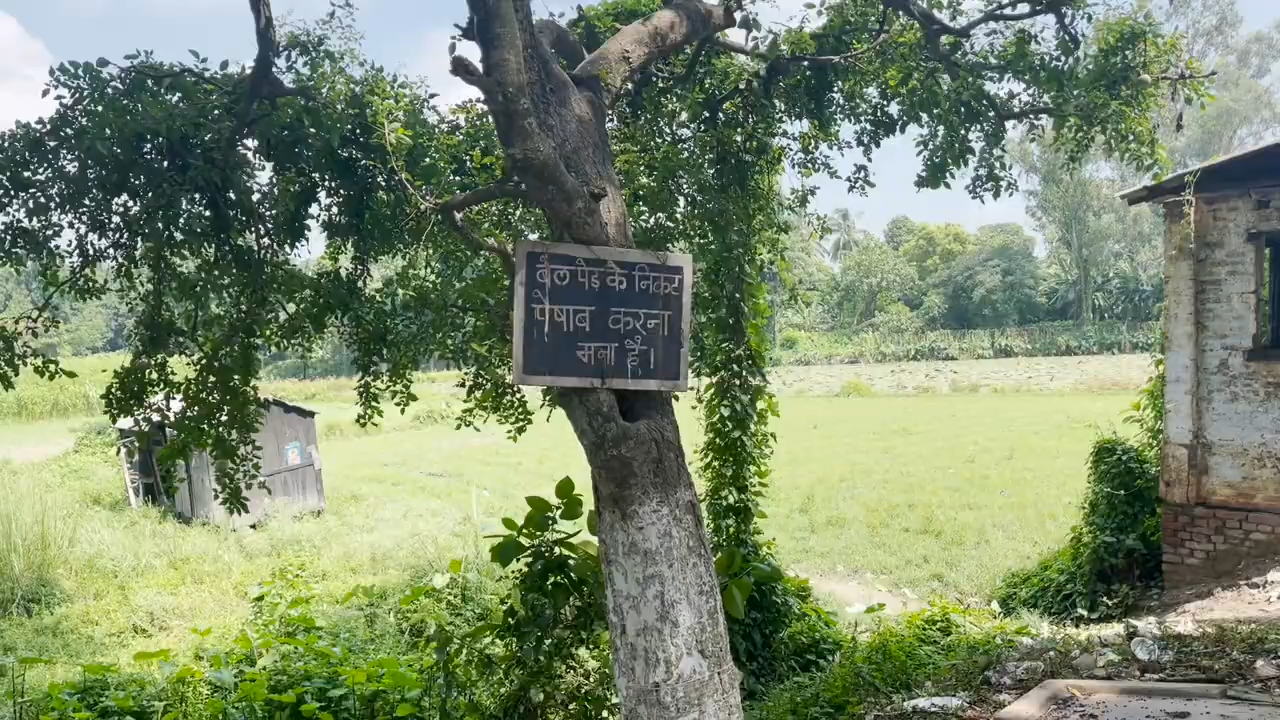 बेल पेड़ के निकट
पेषाब करना
मना है।